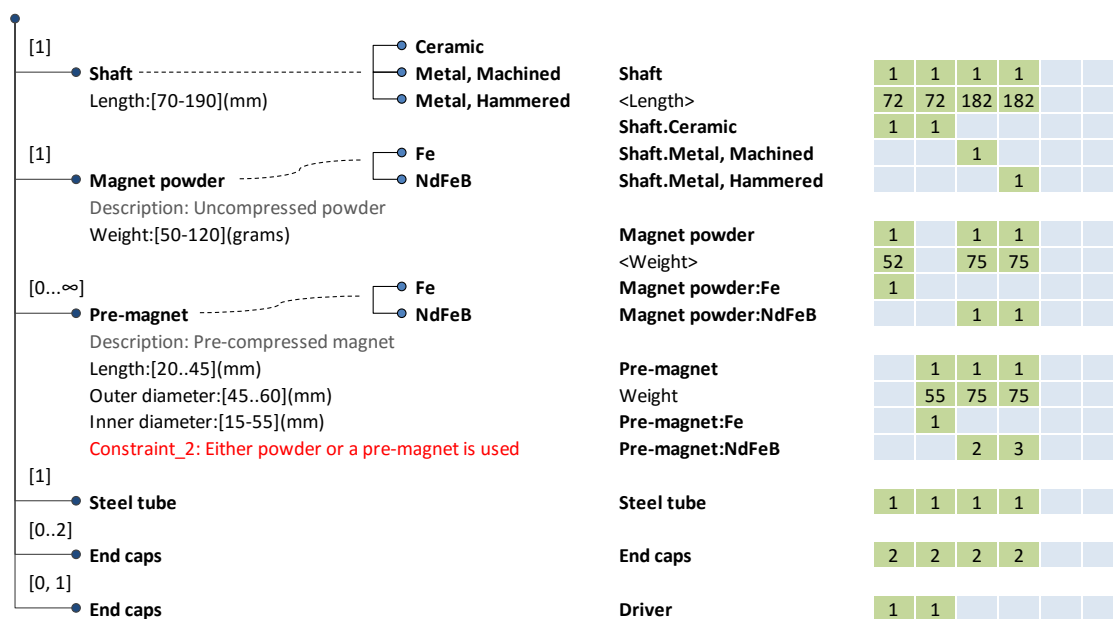 [1]
Ceramic
Shaft Metal, Machined Shaft 1 1 1 1
Length:[70-190](mm) Metal, Hammered <Length> 72 72 182 182
Shaft.Ceramic 1 1
[1] Fe Shaft.Metal, Machined 1
Magnet powder NdFeB Shaft.Metal, Hammered 1
Description: Uncompressed powder
Weight:[50-120](grams) Magnet powder 1 1 1
<Weight> 52 75 75
[0...∞] Fe Magnet powder:Fe 1
Pre-magnet NdFeB Magnet powder:NdFeB 1 1
Description: Pre-compressed magnet
Length:[20..45](mm) Pre-magnet 1 1 1
Outer diameter:[45..60](mm) Weight 55 75 75
Inner diameter:[15-55](mm) Pre-magnet:Fe 1
Constraint_2: Either powder or a pre-magnet is used Pre-magnet:NdFeB 2 3
[1]
Steel tube Steel tube 1 1 1 1
[0..2]
End caps End caps 2 2 2 2
[0, 1]
End caps Driver 1 1